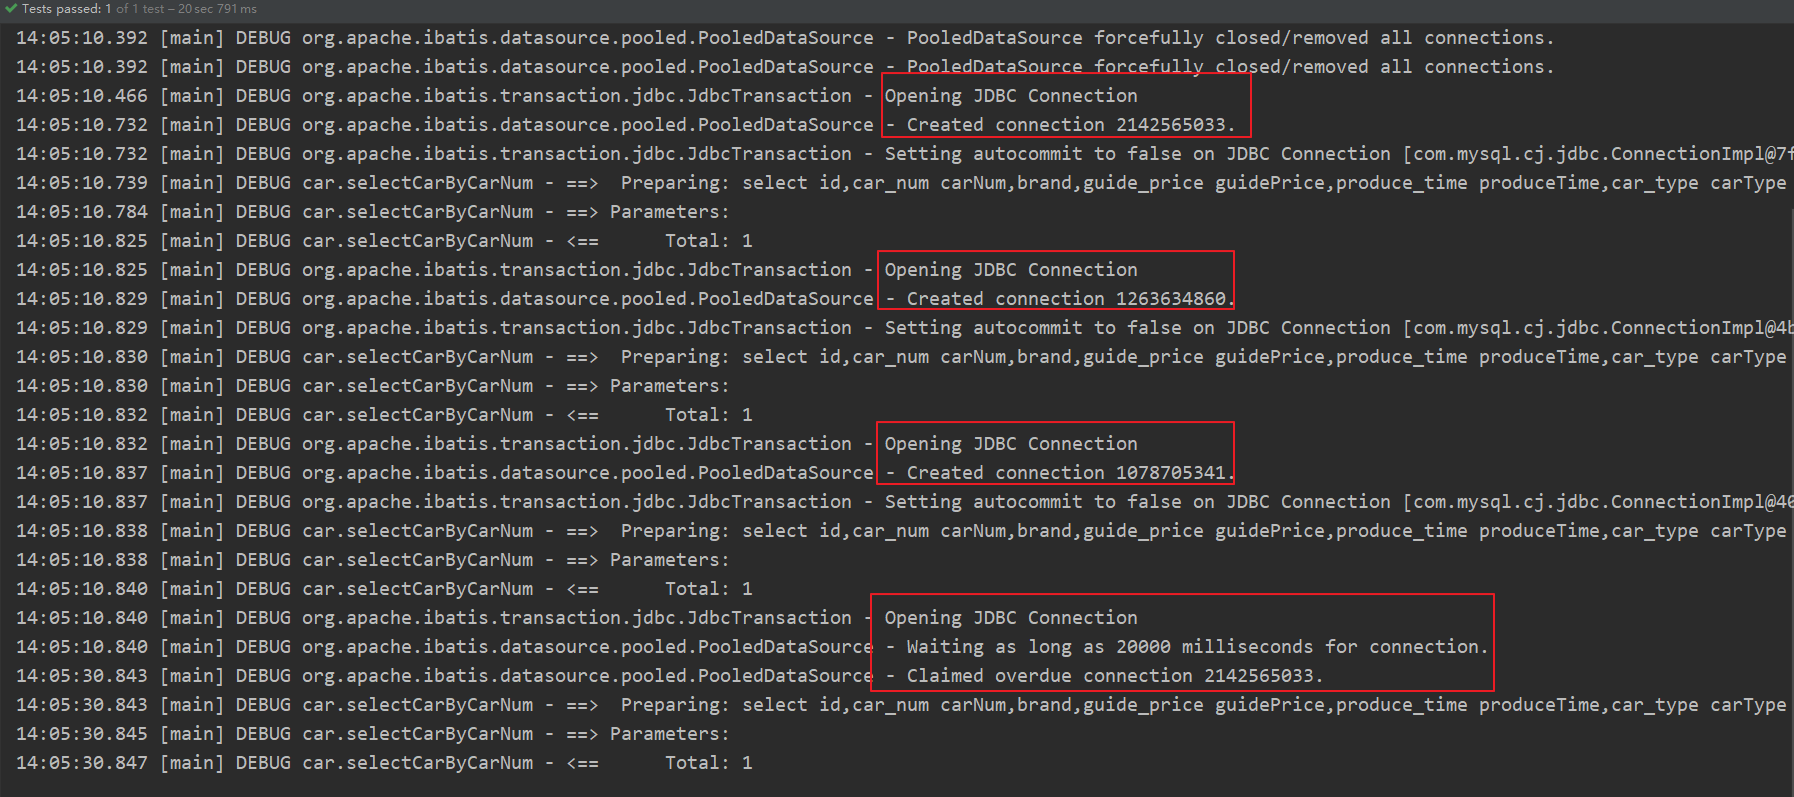 Tests passed: 1 of 1 test – 20 sec 791 ms
14:05:10.392 [main] DEBUG org.apache.ibatis.datasource.pooled.PooledDataSource - PooledDataSource forcefully closed/removed all connections.
14:05:10.392 [main] DEBUG org.apache.ibatis.datasource.pooled.PooledDataSource - PooledDataSource forcefully closed/removed all connections.
14:05:10.466 [main] DEBUG org.apache.ibatis.transaction.jdbc.JdbcTransaction - Opening JDBC Connection
14:05:10.732 [main] DEBUG org.apache.ibatis.datasource.pooled.PooledDataSource - Created connection 2142565033.
14:05:10.732 [main] DEBUG org.apache.ibatis.transaction.jdbc.JdbcTransaction - Setting autocommit to false on JDBC Connection [com.mysql.cj.jdbc.ConnectionImpl@7f
14:05:10.739 [main] DEBUG car.selectCarByCarNum - ==>  Preparing: select id,car_num carNum,brand,guide_price guidePrice,produce_time produceTime,car_type carType
14:05:10.784 [main] DEBUG car.selectCarByCarNum - ==> Parameters:
14:05:10.825 [main] DEBUG car.selectCarByCarNum - <==      Total: 1
14:05:10.825 [main] DEBUG org.apache.ibatis.transaction.jdbc.JdbcTransaction - Opening JDBC Connection
14:05:10.829 [main] DEBUG org.apache.ibatis.datasource.pooled.PooledDataSource - Created connection 1263634860.
14:05:10.829 [main] DEBUG org.apache.ibatis.transaction.jdbc.JdbcTransaction - Setting autocommit to false on JDBC Connection [com.mysql.cj.jdbc.ConnectionImpl@4b
14:05:10.830 [main] DEBUG car.selectCarByCarNum - ==>  Preparing: select id,car_num carNum,brand,guide_price guidePrice,produce_time produceTime,car_type carType
14:05:10.830 [main] DEBUG car.selectCarByCarNum - ==> Parameters:
14:05:10.832 [main] DEBUG car.selectCarByCarNum - <==      Total: 1
14:05:10.832 [main] DEBUG org.apache.ibatis.transaction.jdbc.JdbcTransaction - Opening JDBC Connection
14:05:10.837 [main] DEBUG org.apache.ibatis.datasource.pooled.PooledDataSource - Created connection 1078705341.
14:05:10.837 [main] DEBUG org.apache.ibatis.transaction.jdbc.JdbcTransaction - Setting autocommit to false on JDBC Connection [com.mysql.cj.jdbc.ConnectionImpl@40
14:05:10.838 [main] DEBUG car.selectCarByCarNum - ==>  Preparing: select id,car_num carNum,brand,guide_price guidePrice,produce_time produceTime,car_type carType
14:05:10.838 [main] DEBUG car.selectCarByCarNum - ==> Parameters:
14:05:10.840 [main] DEBUG car.selectCarByCarNum - <==      Total: 1
14:05:10.840 [main] DEBUG org.apache.ibatis.transaction.jdbc.JdbcTransaction - Opening JDBC Connection
14:05:10.840 [main] DEBUG org.apache.ibatis.datasource.pooled.PooledDataSource - Waiting as long as 20000 milliseconds for connection.
14:05:30.843 [main] DEBUG org.apache.ibatis.datasource.pooled.PooledDataSource - Claimed overdue connection 2142565033.
14:05:30.843 [main] DEBUG car.selectCarByCarNum - ==>  Preparing: select id,car_num carNum,brand,guide_price guidePrice,produce_time produceTime,car_type carType
14:05:30.845 [main] DEBUG car.selectCarByCarNum - ==> Parameters:
14:05:30.847 [main] DEBUG car.selectCarByCarNum - <==      Total: 1